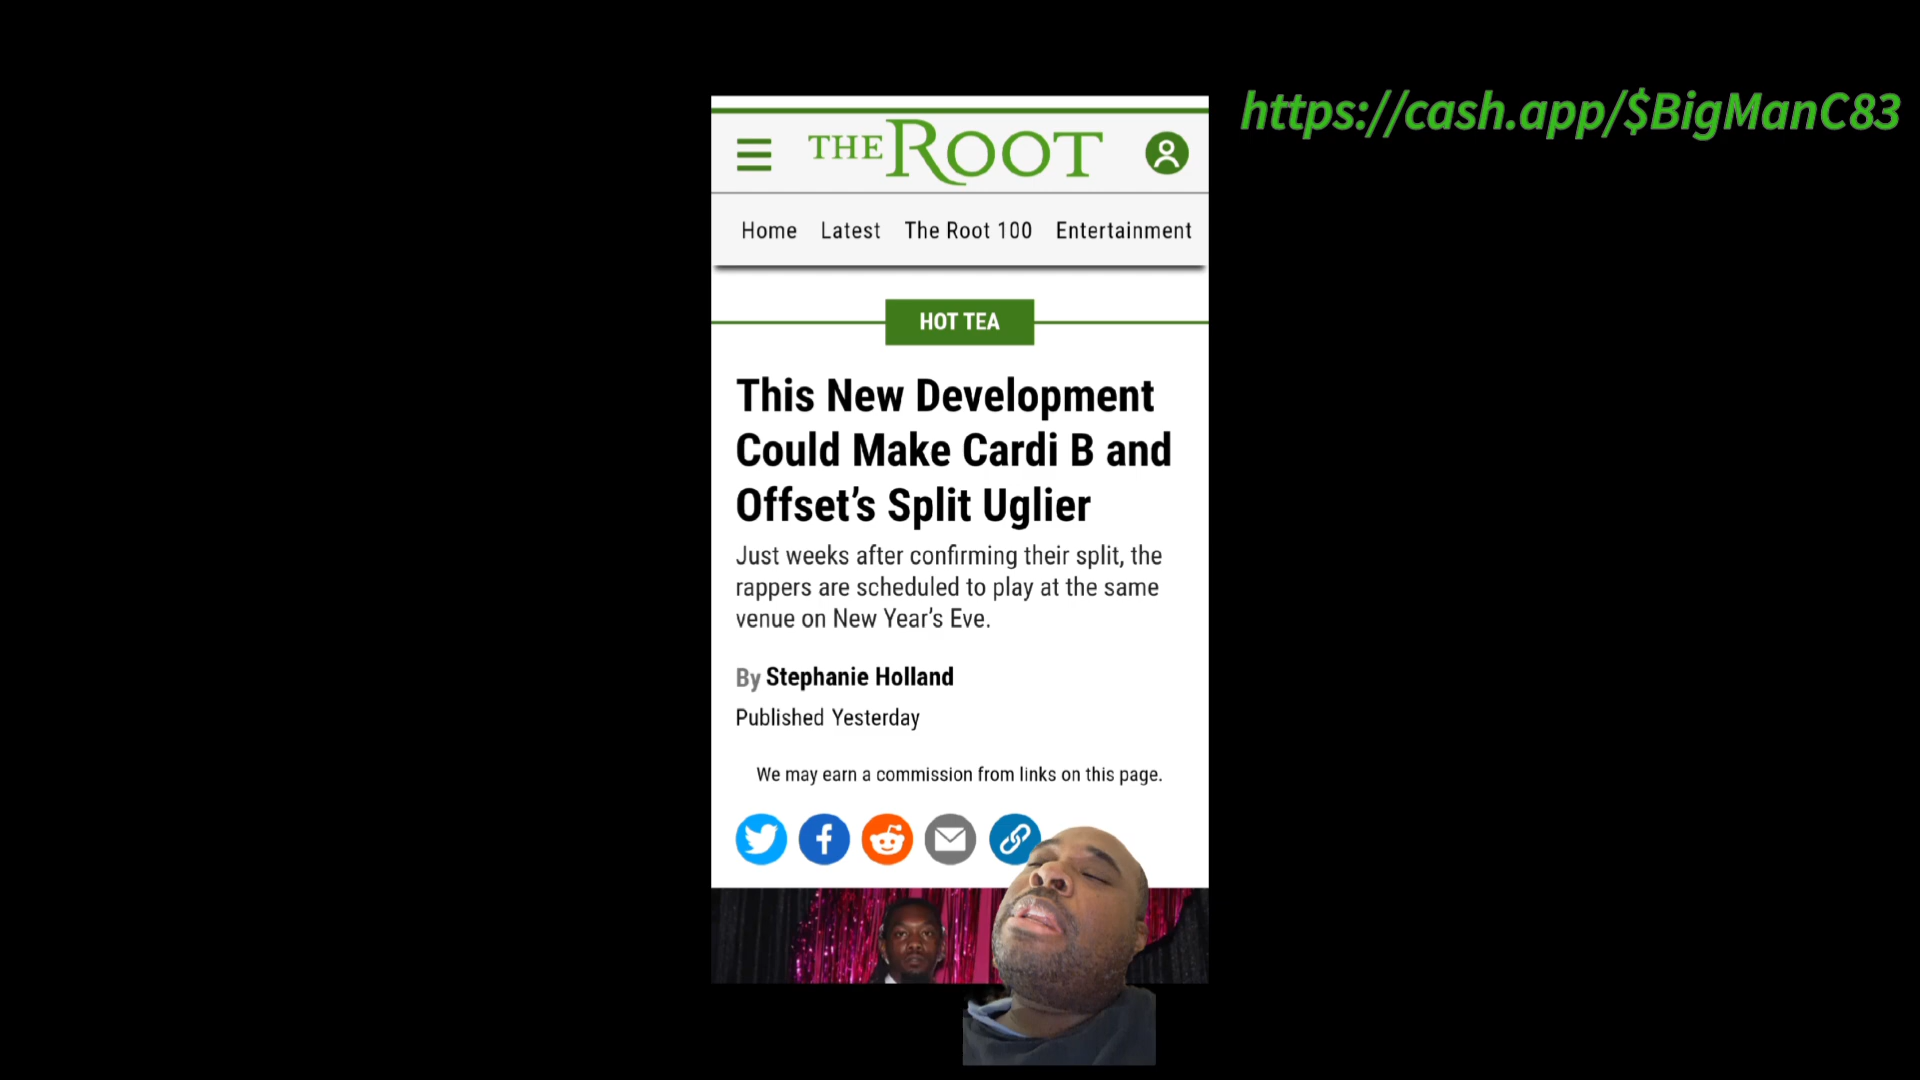 https://cash.app/$BigManC83
THE ROOT
Home Latest The Root 100 Entertainment
HOT TEA
This New Development
Could Make Cardi B and
Offset’s Split Uglier
Just weeks after confirming their split, the
rappers are scheduled to play at the same
venue on New Year’s Eve.
By Stephanie Holland
Published Yesterday
We may earn a commission from links on this page.